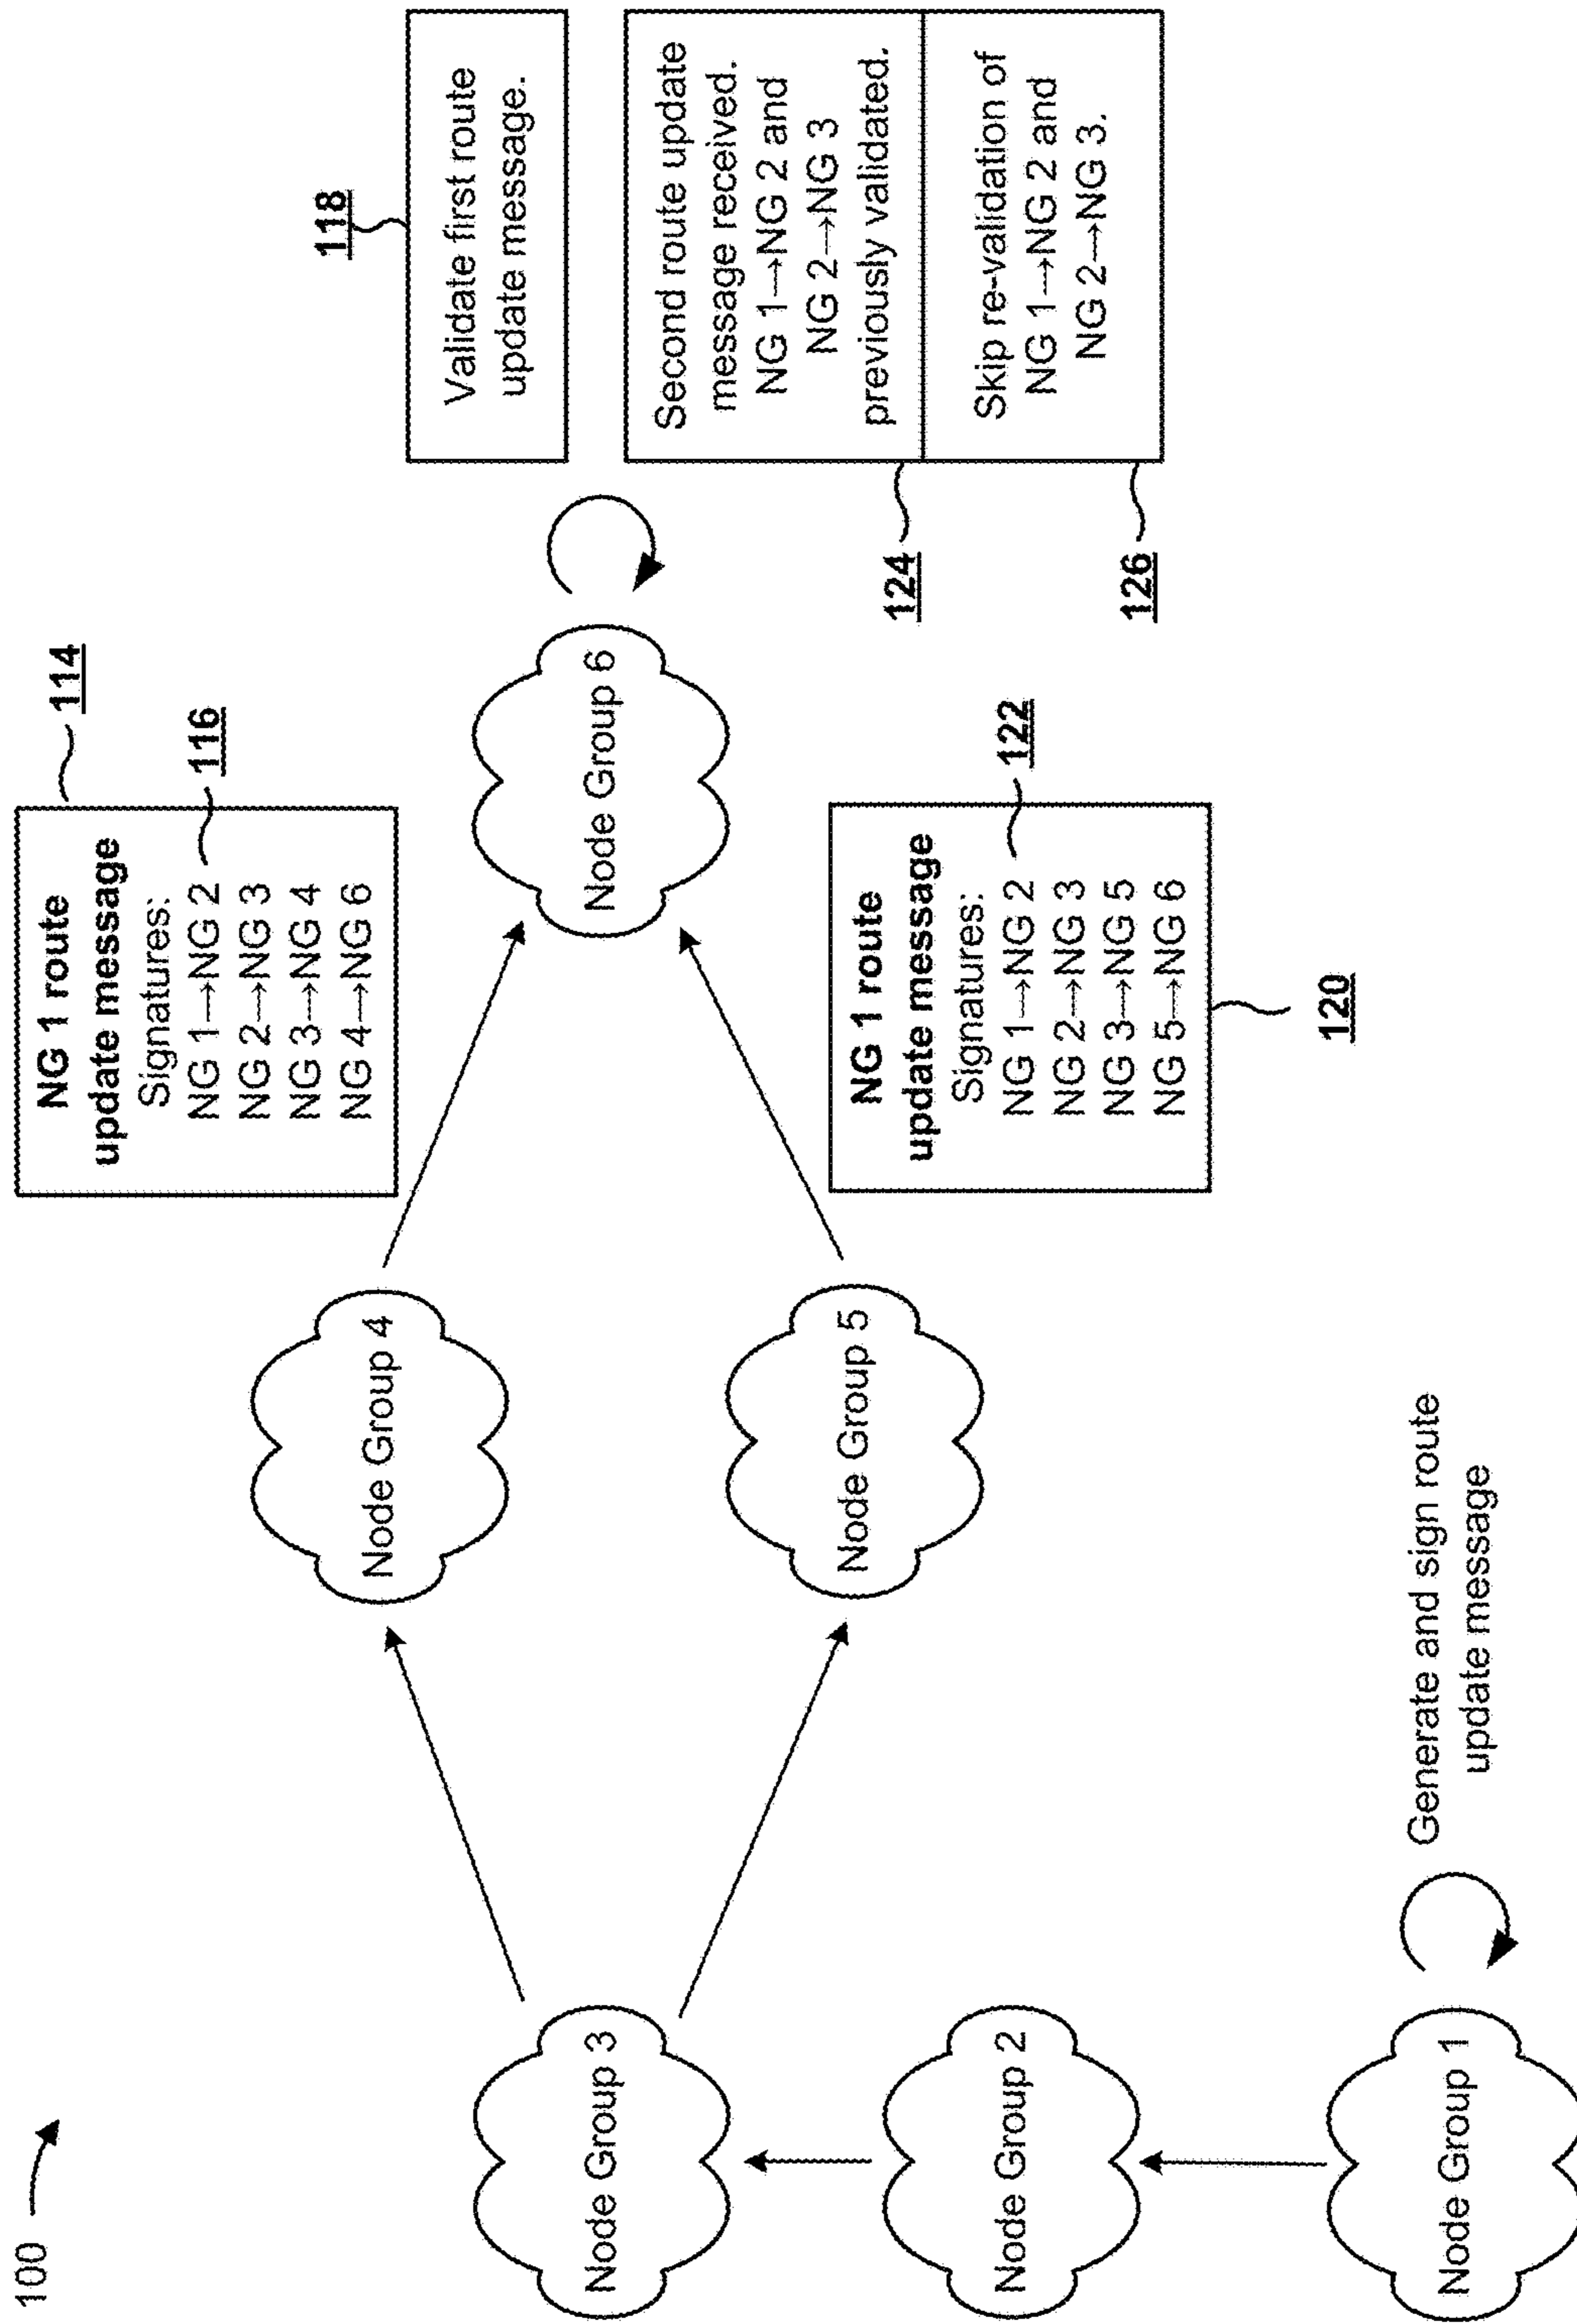 100
NG 1 route
update message
Signatures:
NG 1→NG 2
NG 2→NG 3
NG 3→NG 4
NG 4→NG 6
114
116
118
Validate first route
update message.
Node Group 4
Node Group 3
Node Group 6
Second route update
message received.
NG 1→NG 2 and
NG 2→NG 3
previously validated.
124
Skip re-validation of
NG 1→NG 2 and
NG 2→NG 3.
126
Node Group 5
NG 1 route
update message
Signatures:
NG 1→NG 2
NG 2→NG 3
NG 3→NG 5
NG 5→NG 6
122
120
Node Group 2
Node Group 1
Generate and sign route
update message